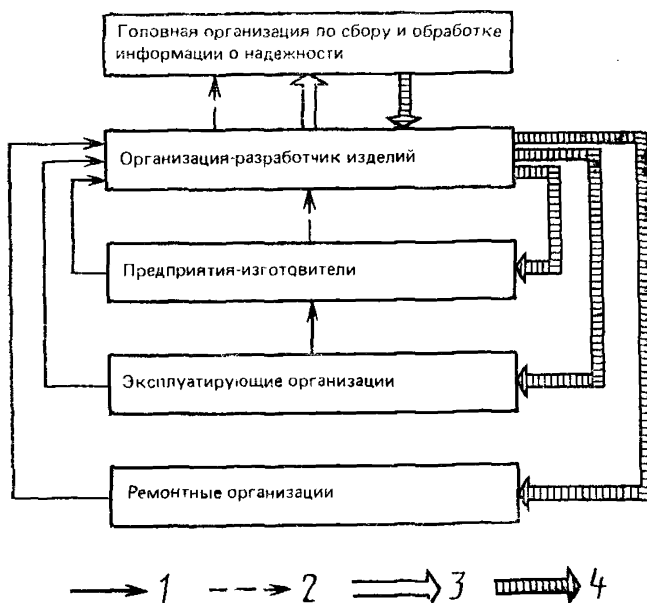 Головная организация по сбору и обработке
информации о надежности
Организация-разработчик изделий
Предприятия-изготовители
Эксплуатирующие организации
Ремонтные организации
1 2 3 4